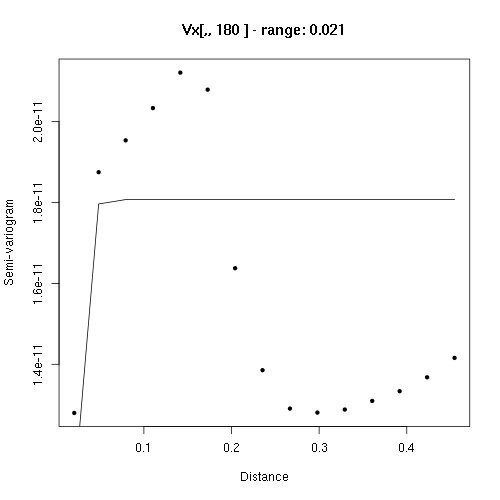 Vx[,, 180 ] - range: 0.021
Semi-variogram
2.0e-11
1.8e-11
1.6e-11
1.4e-11
0.1 0.2 0.3 0.4
Distance